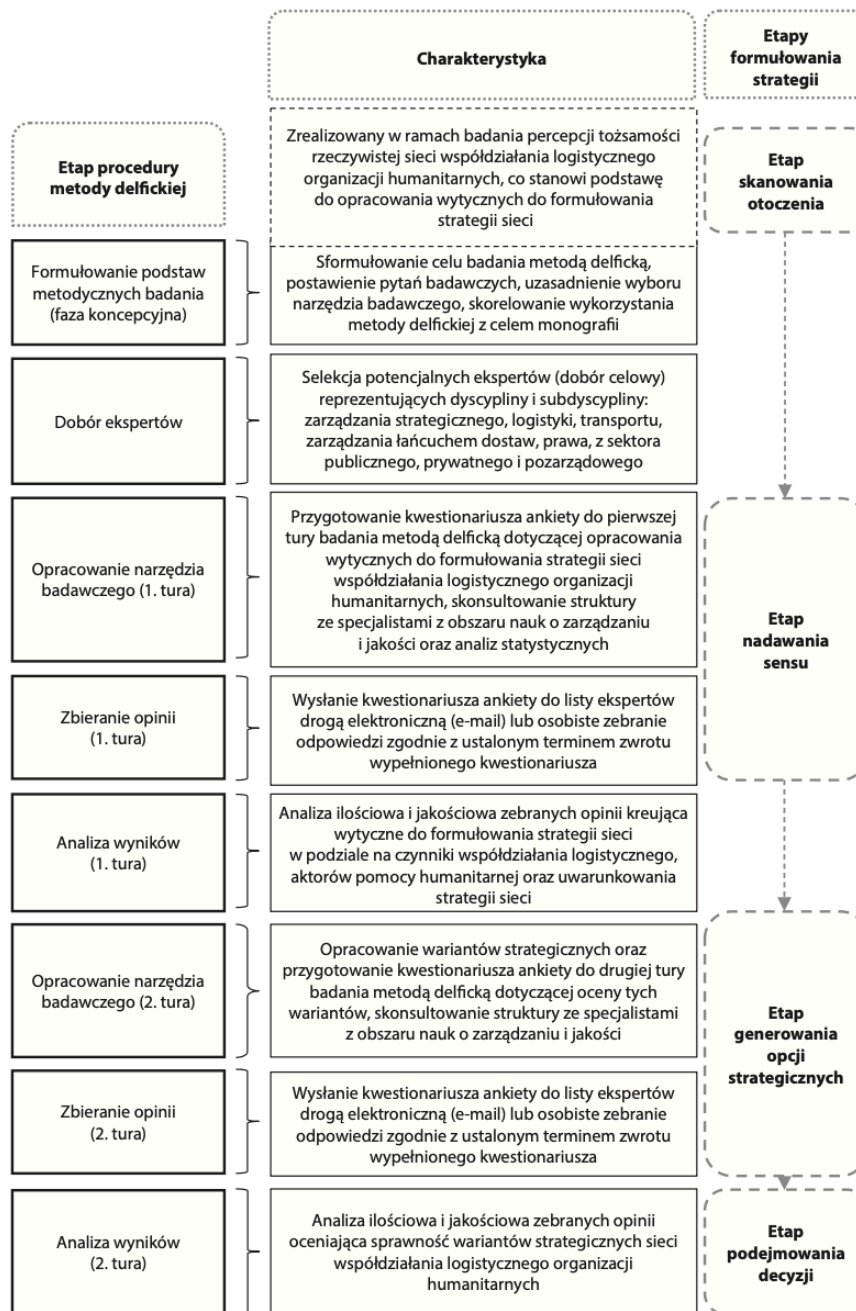 Charakterystyka
Etapy
formułowania
strategii
Etap procedury
metody delfickiej
Zrealizowany w ramach badania percepcji tożsamości
rzeczywistej sieci współdziałania logistycznego
organizacji humanitarnych, co stanowi podstawę
do opracowania wytycznych do formułowania
strategii sieci
Etap
skanowania
otoczenia
Formułowanie podstaw
metodycznych badania
(faza koncepcyjna)
Sformułowanie celu badania metodą delficką,
postawienie pytań badawczych, uzasadnienie wyboru
narzędzia badawczego, skorelowanie wykorzystania
metody delfickiej z celem monografii
Dobór ekspertów
Selekcja potencjalnych ekspertów (dobór celowy)
reprezentujących dyscypliny i subdyscypliny:
zarządzania strategicznego, logistyki, transportu,
zarządzania łańcuchem dostaw, prawa, z sektora
publicznego, prywatnego i pozarządowego
Opracowanie narzędzia
badawczego (1. tura)
Przygotowanie kwestionariusza ankiety do pierwszej
tury badania metodą delficką dotyczącej opracowania
wytycznych do formułowania strategii sieci
współdziałania logistycznego organizacji
humanitarnych, skonsultowanie struktury
ze specjalistami z obszaru nauk o zarządzaniu
i jakości oraz analiz statystycznych
Etap
nadawania
sensu
Zbieranie opinii
(1. tura)
Wysłanie kwestionariusza ankiety do listy ekspertów
drogą elektroniczną (e-mail) lub osobiste zebranie
odpowiedzi zgodnie z ustalonym terminem zwrotu
wypełnionego kwestionariusza
Analiza wyników
(1. tura)
Analiza ilościowa i jakościowa zebranych opinii kreująca
wytyczne do formułowania strategii sieci
w podziale na czynniki współdziałania logistycznego,
aktorów pomocy humanitarnej oraz uwarunkowania
strategii sieci
Opracowanie narzędzia
badawczego (2. tura)
Opracowanie wariantów strategicznych oraz
przygotowanie kwestionariusza ankiety do drugiej tury
badania metodą delficką dotyczącej oceny tych
wariantów, skonsultowanie struktury ze specjalistami
z obszaru nauk o zarządzaniu i jakości
Etap
generowania
opcji
strategicznych
Zbieranie opinii
(2. tura)
Wysłanie kwestionariusza ankiety do listy ekspertów
drogą elektroniczną (e-mail) lub osobiste zebranie
odpowiedzi zgodnie z ustalonym terminem zwrotu
wypełnionego kwestionariusza
Analiza wyników
(2. tura)
Analiza ilościowa i jakościowa zebranych opinii
oceniająca sprawność wariantów strategicznych sieci
współdziałania logistycznego organizacji
humanitarnych
Etap
podejmowania
decyzji